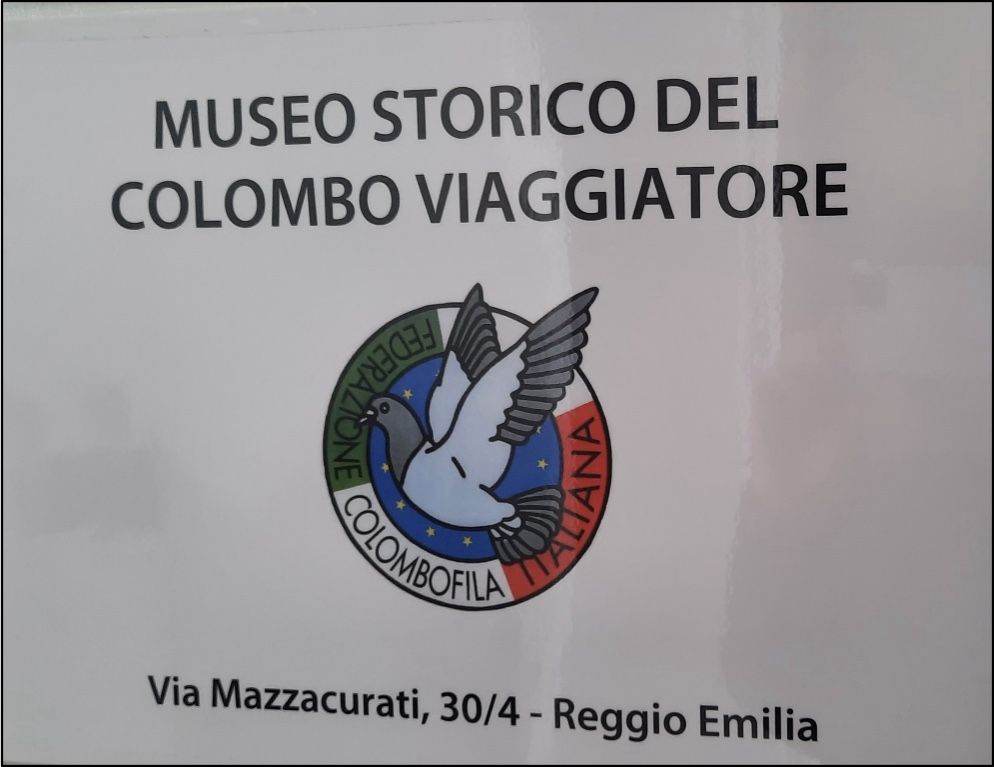 MUSEO STORICO DEL
COLOMBO VIAGGIATORE
FEDERAZIONE
COLOMBOFILA
ITALIANA
Via Mazzacurati, 30/4 - Reggio Emilia